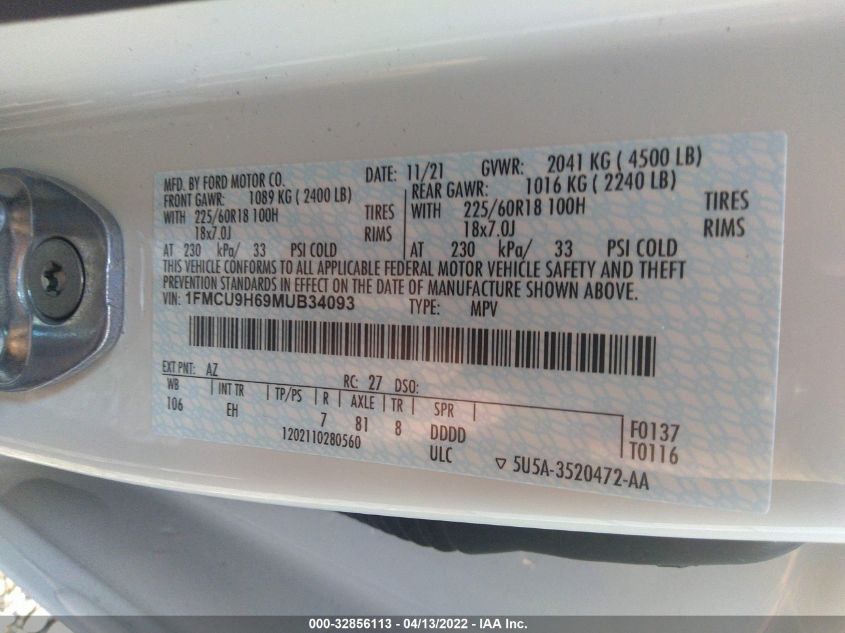 MFD. BY FORD MOTOR CO. DATE: 11/21 GVWR: 2041 KG ( 4500 LB)
FRONT GAWR: 1089 KG ( 2400 LB) REAR GAWR: 1016 KG ( 2240 LB)
WITH 225/60R18 100H TIRES WITH 225/60R18 100H TIRES
18x7.0J RIMS 18x7.0J RIMS
AT 230 kPa/ 33 PSI COLD AT 230 kPa/ 33 PSI COLD
THIS VEHICLE CONFORMS TO ALL APPLICABLE FEDERAL MOTOR VEHICLE SAFETY AND THEFT
PREVENTION STANDARDS IN EFFECT ON THE DATE OF MANUFACTURE SHOWN ABOVE.
VIN: 1FMCU9H69MUB34093 TYPE: MPV
EXT PNT: AZ RC: 27 DSO:
WB INT TR TP/PS R AXLE TR SPR
106 EH 7 81 8 DDDD F0137
1202110280560 ULC T0116
5U5A-3520472-AA
000-32856113 - 04/13/2022 - IAA Inc.